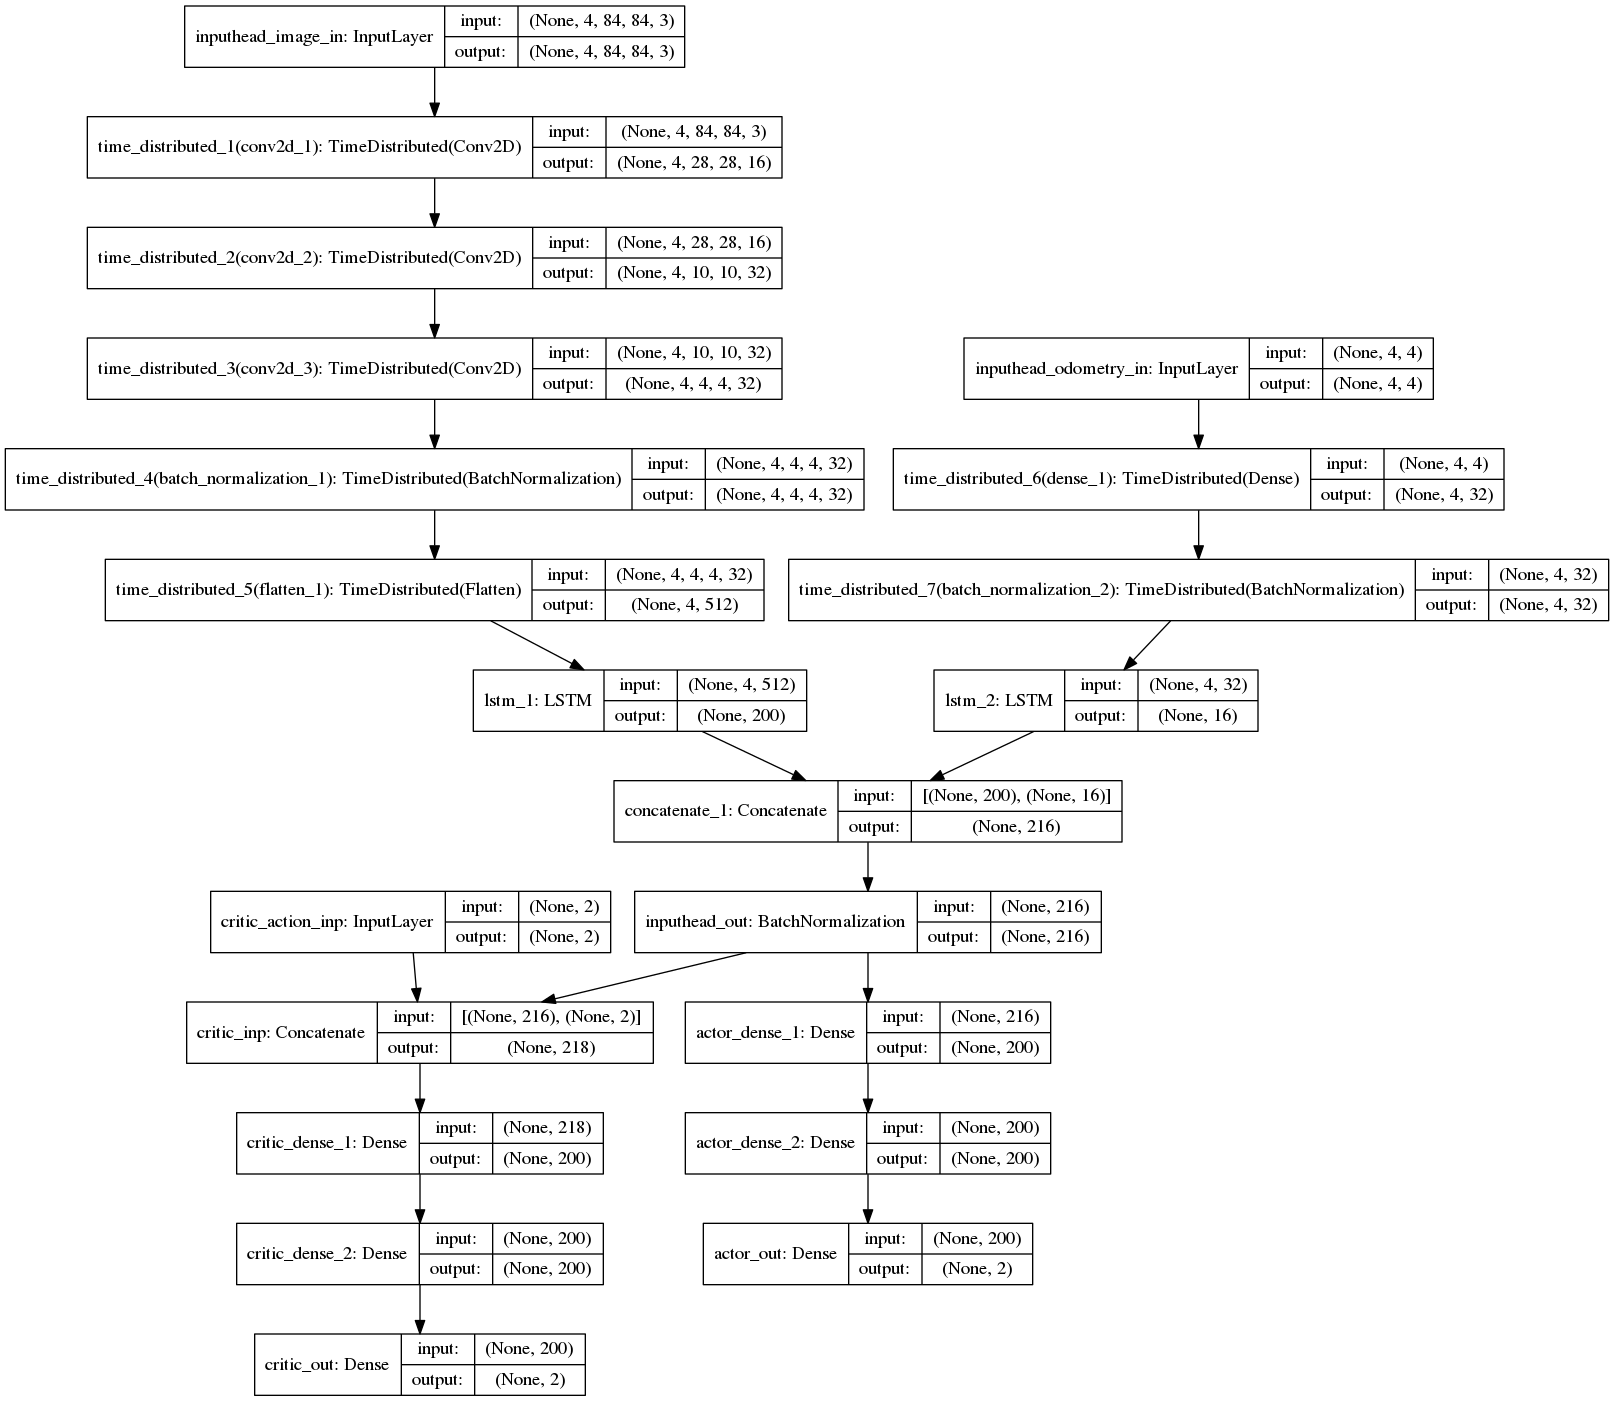 inputhead_image_in: InputLayer
input: (None, 4, 84, 84, 3)
output: (None, 4, 84, 84, 3)
time_distributed_1(conv2d_1): TimeDistributed(Conv2D)
input: (None, 4, 84, 84, 3)
output: (None, 4, 28, 28, 16)
time_distributed_2(conv2d_2): TimeDistributed(Conv2D)
input: (None, 4, 28, 28, 16)
output: (None, 4, 10, 10, 32)
time_distributed_3(conv2d_3): TimeDistributed(Conv2D)
input: (None, 4, 10, 10, 32)
output: (None, 4, 4, 4, 32)
inputhead_odometry_in: InputLayer
input: (None, 4, 4)
output: (None, 4, 4)
time_distributed_4(batch_normalization_1): TimeDistributed(BatchNormalization)
input: (None, 4, 4, 4, 32)
output: (None, 4, 4, 4, 32)
time_distributed_6(dense_1): TimeDistributed(Dense)
input: (None, 4, 4)
output: (None, 4, 32)
time_distributed_5(flatten_1): TimeDistributed(Flatten)
input: (None, 4, 4, 4, 32)
output: (None, 4, 512)
time_distributed_7(batch_normalization_2): TimeDistributed(BatchNormalization)
input: (None, 4, 32)
output: (None, 4, 32)
lstm_1: LSTM
input: (None, 4, 512)
output: (None, 200)
lstm_2: LSTM
input: (None, 4, 32)
output: (None, 16)
concatenate_1: Concatenate
input: [(None, 200), (None, 16)]
output: (None, 216)
critic_action_inp: InputLayer
input: (None, 2)
output: (None, 2)
inputhead_out: BatchNormalization
input: (None, 216)
output: (None, 216)
critic_inp: Concatenate
input: [(None, 216), (None, 2)]
output: (None, 218)
actor_dense_1: Dense
input: (None, 216)
output: (None, 200)
critic_dense_1: Dense
input: (None, 218)
output: (None, 200)
actor_dense_2: Dense
input: (None, 200)
output: (None, 200)
critic_dense_2: Dense
input: (None, 200)
output: (None, 200)
actor_out: Dense
input: (None, 200)
output: (None, 2)
critic_out: Dense
input: (None, 200)
output: (None, 2)